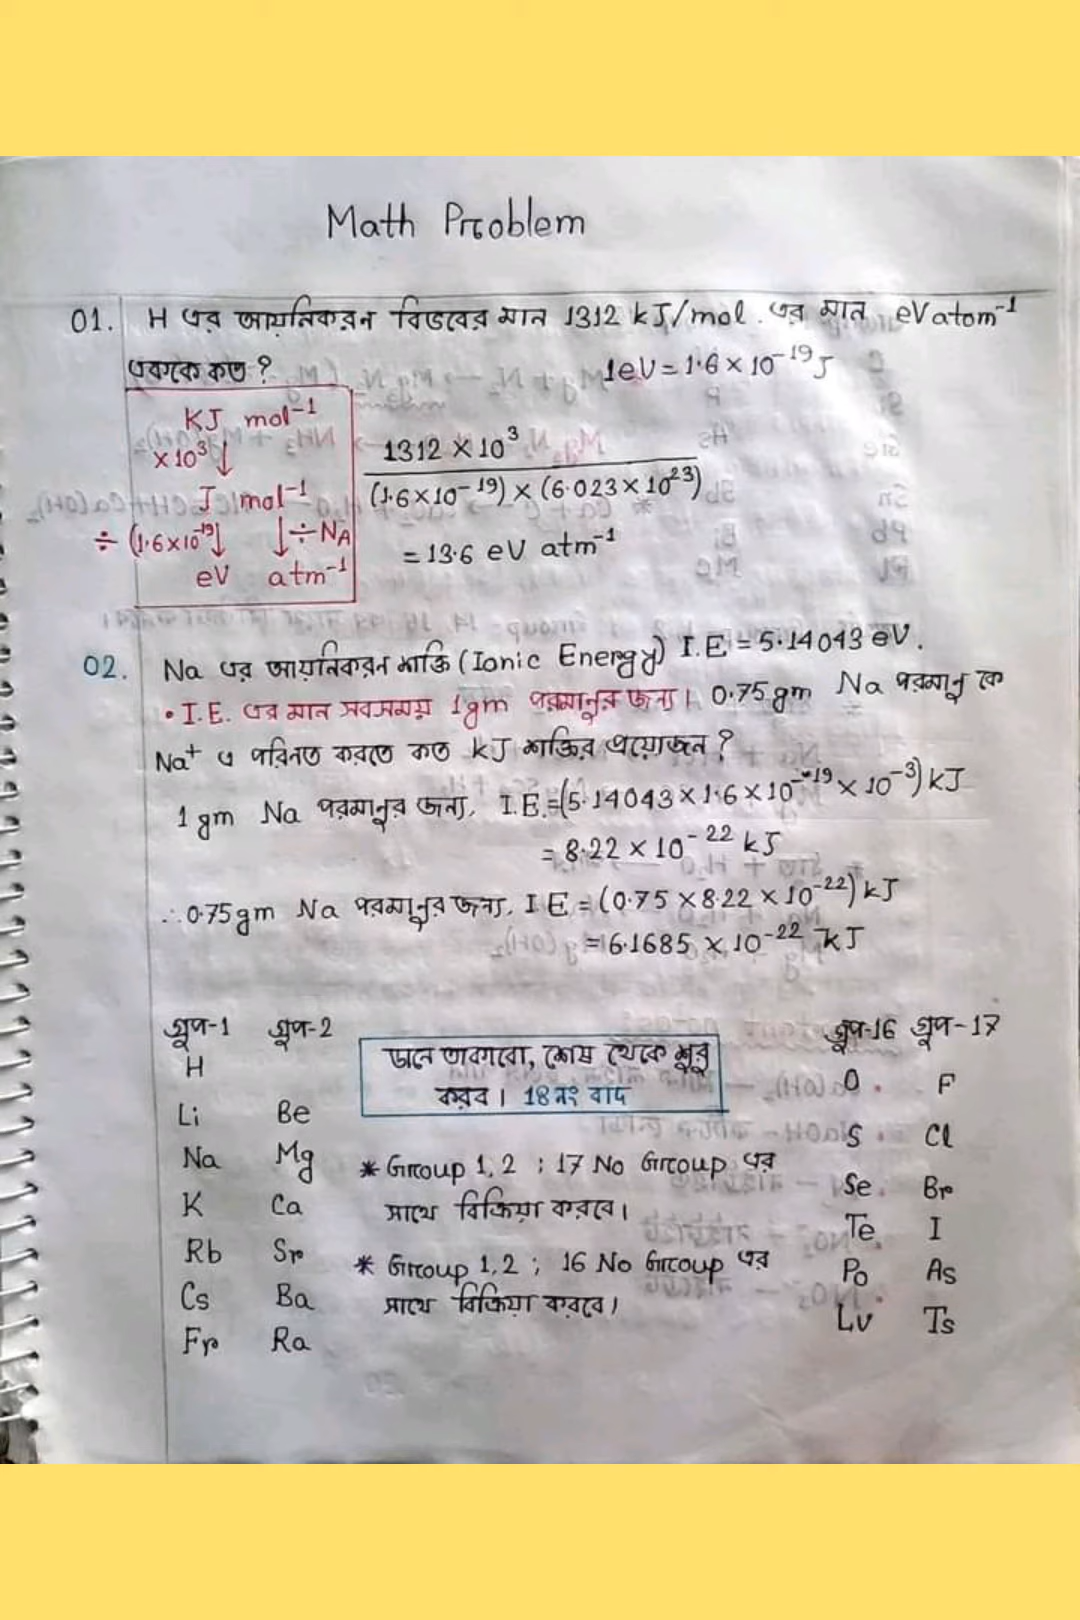 Math Problem
01. H এর আয়নিকরন বিভবের মান 1312 kJ/mol. এর মান eV atom⁻¹
এককে কত ? 1eV = 1.6 × 10⁻¹⁹ J
KJ mol⁻¹
× 10³ ↓
J mol⁻¹
÷ (1.6×10⁻¹⁹) ↓ ↓ ÷ NA
eV atm⁻¹
1312 × 10³
(1.6×10⁻¹⁹) × (6.023×10²³)
= 13.6 eV atm⁻¹
02. Na এর আয়নিকরন শক্তি (Ionic Energy) I.E = 5.14043 eV.
• I.E. এর মান সবসময় 1gm পরমানুর জন্য। 0.75gm Na পরমানু কে
Na⁺ এ পরিনত করতে কত kJ শক্তির প্রয়োজন ?
1 gm Na পরমানুর জন্য, I.E. = (5.14043 × 1.6 × 10⁻¹⁹ × 10⁻³) kJ
= 8.22 × 10⁻²² kJ
∴ 0.75gm Na পরমানুর জন্য, I E = (0.75 × 8.22 × 10⁻²²) kJ
= 6.1685 × 10⁻²² kJ
গ্রুপ-1 গ্রুপ-2 গ্রুপ-16 গ্রুপ-17
H
Li Be
Na Mg
K Ca
Rb Sr
Cs Ba
Fr Ra
ডানে তাকাবো, শেষ থেকে শুরু
করব। 18নং বাদ
* Group 1, 2 ; 17 No Group এর
সাথে বিক্রিয়া করবে।
* Group 1, 2 ; 16 No Group এর
সাথে বিক্রিয়া করবে।
O F
S Cl
Se Br
Te I
Po As
Lv Ts